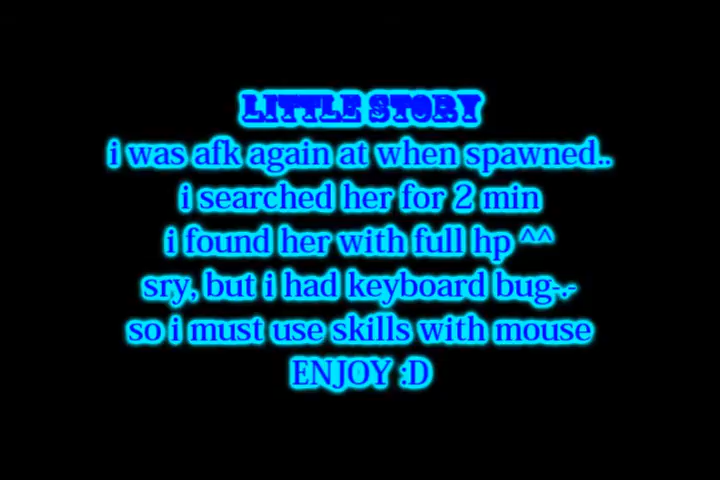 LITTLE STORY
i was afk again at when spawned..
i searched her for 2 min
i found her with full hp ^^
sry, but i had keyboard bug-.-
so i must use skills with mouse
ENJOY :D